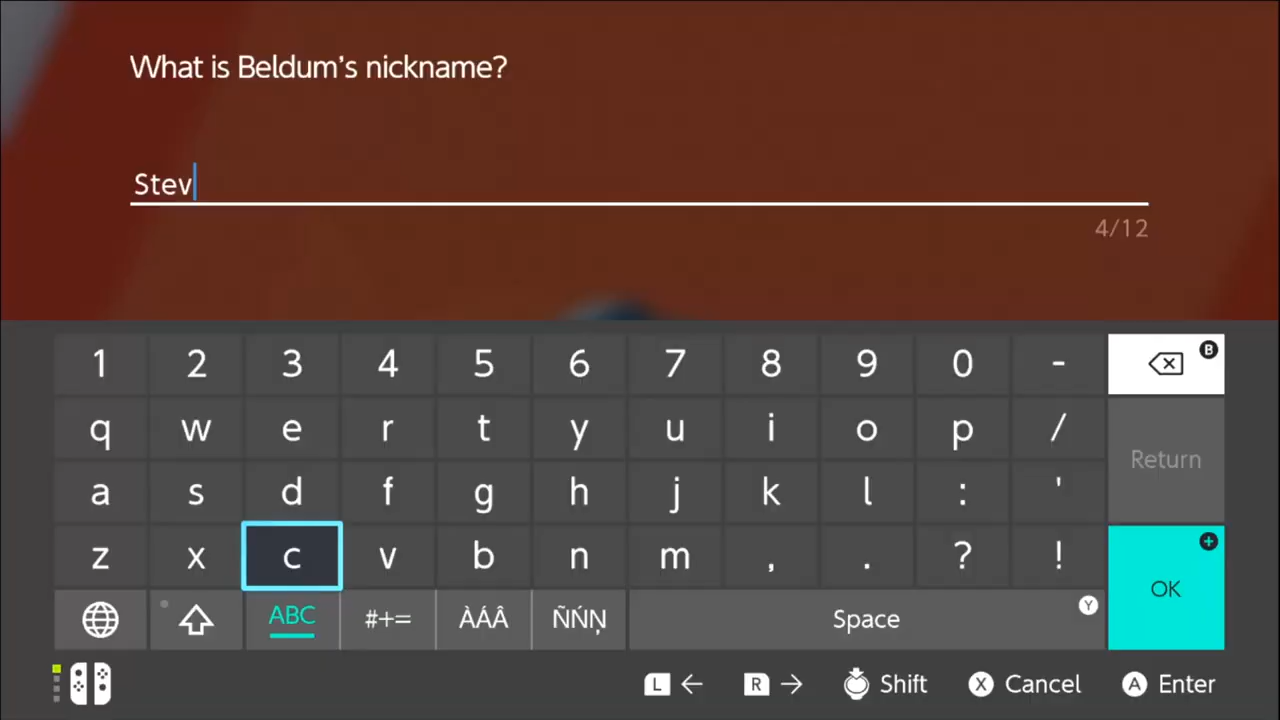 What is Beldum's nickname?
Stev
4/12
1 2 3 4 5 6 7 8 9 0 - B
q w e r t y u i o p / Return
a s d f g h j k l : '
z x c v b n m , . ? ! + OK
ABC #+= ÀÁÂ ÑŃŅ Space Y
L ← R → Shift X Cancel A Enter